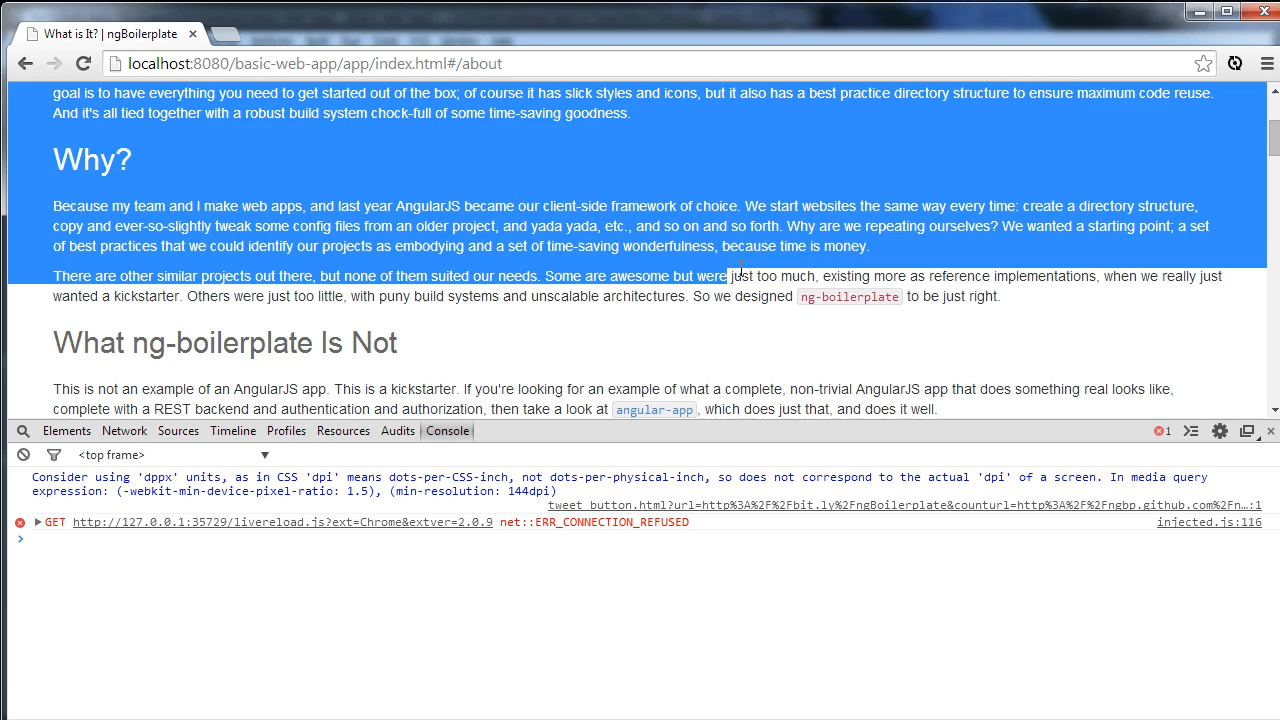 What is It? | ngBoilerplate
localhost:8080/basic-web-app/app/index.html#/about
goal is to have everything you need to get started out of the box; of course it has slick styles and icons, but it also has a best practice directory structure to ensure maximum code reuse.
And it's all tied together with a robust build system chock-full of some time-saving goodness.
Why?
Because my team and I make web apps, and last year AngularJS became our client-side framework of choice. We start websites the same way every time: create a directory structure,
copy and ever-so-slightly tweak some config files from an older project, and yada yada, etc., and so on and so forth. Why are we repeating ourselves? We wanted a starting point; a set
of best practices that we could identify our projects as embodying and a set of time-saving wonderfulness, because time is money.
There are other similar projects out there, but none of them suited our needs. Some are awesome but were just too much, existing more as reference implementations, when we really just
wanted a kickstarter. Others were just too little, with puny build systems and unscalable architectures. So we designed ng-boilerplate to be just right.
What ng-boilerplate Is Not
This is not an example of an AngularJS app. This is a kickstarter. If you're looking for an example of what a complete, non-trivial AngularJS app that does something real looks like,
complete with a REST backend and authentication and authorization, then take a look at angular-app, which does just that, and does it well.
Elements Network Sources Timeline Profiles Resources Audits Console 1
<top frame>
Consider using 'dppx' units, as in CSS 'dpi' means dots-per-CSS-inch, not dots-per-physical-inch, so does not correspond to the actual 'dpi' of a screen. In media query
expression: (-webkit-min-device-pixel-ratio: 1.5), (min-resolution: 144dpi)
tweet_button.html?url=http%3A%2F%2Fbit.ly%2FngBoilerplate&counturl=http%3A%2F%2Fngbp.github.com%2Fn…:1
GET http://127.0.0.1:35729/livereload.js?ext=Chrome&extver=2.0.9 net::ERR_CONNECTION_REFUSED injected.js:116